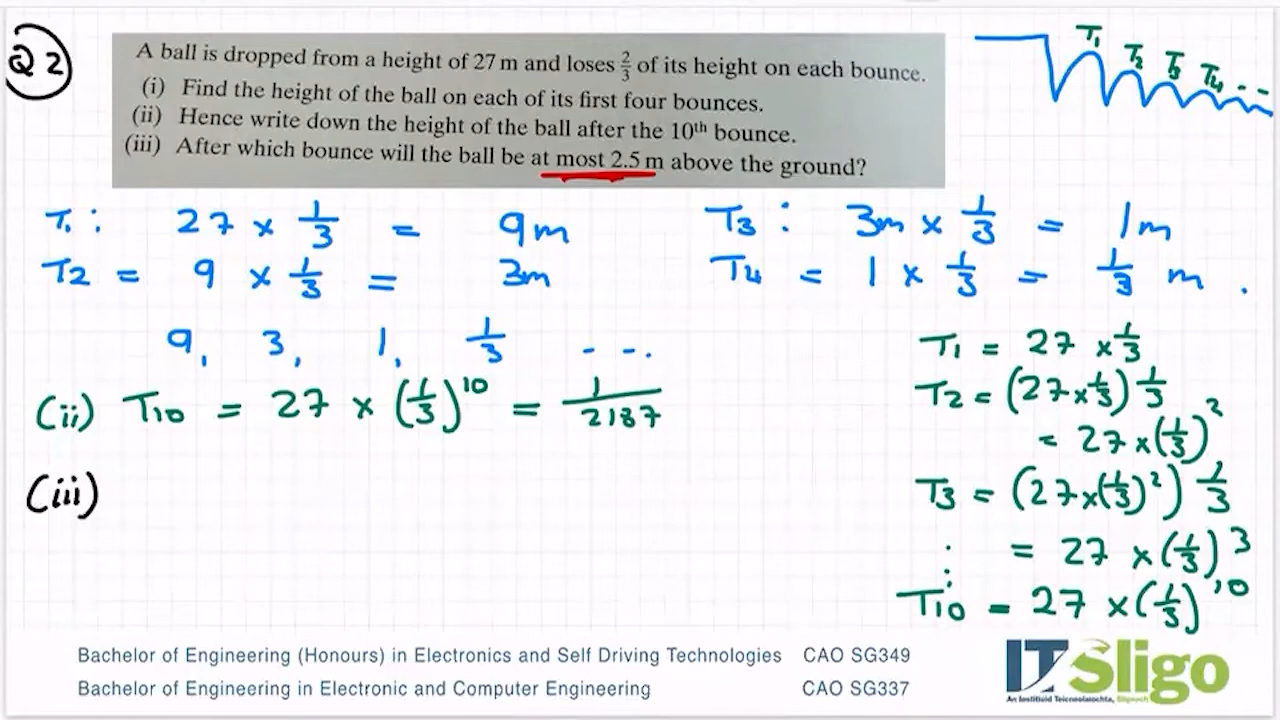 Q2
A ball is dropped from a height of 27 m and loses 2/3 of its height on each bounce.
(i) Find the height of the ball on each of its first four bounces.
(ii) Hence write down the height of the ball after the 10th bounce.
(iii) After which bounce will the ball be at most 2.5 m above the ground?
T1 T2 T3 T4 ...
T1 : 27 × 1/3 = 9m
T2 = 9 × 1/3 = 3m
T3 : 3m × 1/3 = 1m
T4 = 1 × 1/3 = 1/3 m.
9, 3, 1, 1/3 ...
(ii) T10 = 27 × (1/3)^10 = 1/2187
(iii)
T1 = 27 × 1/3
T2 = (27×1/3) 1/3
= 27×(1/3)^2
T3 = (27×(1/3)^2) 1/3
: = 27 × (1/3)^3
:
T10 = 27 × (1/3)^10
Bachelor of Engineering (Honours) in Electronics and Self Driving Technologies CAO SG349
Bachelor of Engineering in Electronic and Computer Engineering CAO SG337
IT Sligo
An Institiúid Teicneolaíochta, Sligeach